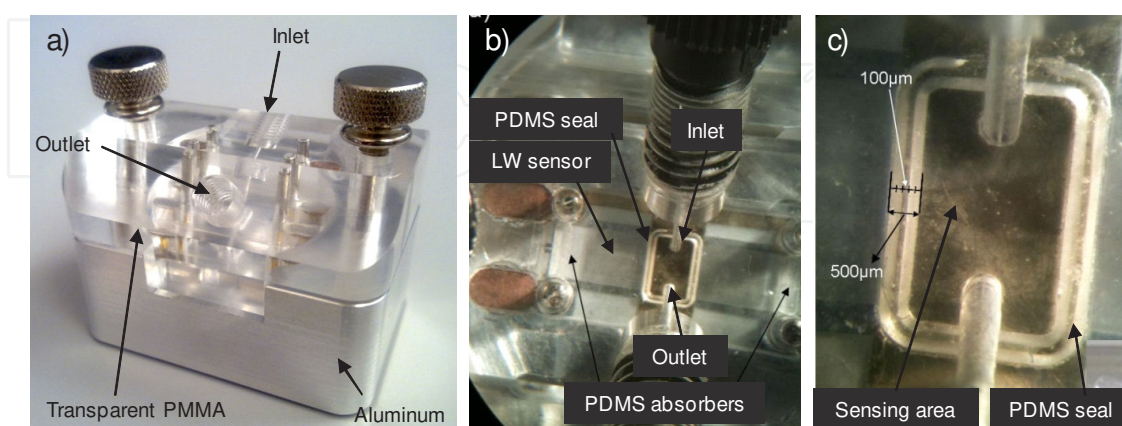 a)
Inlet
Outlet
Transparent PMMA
Aluminum
b)
PDMS seal
LW sensor
Inlet
Outlet
PDMS absorbers
c)
100µm
500µm
Sensing area
PDMS seal